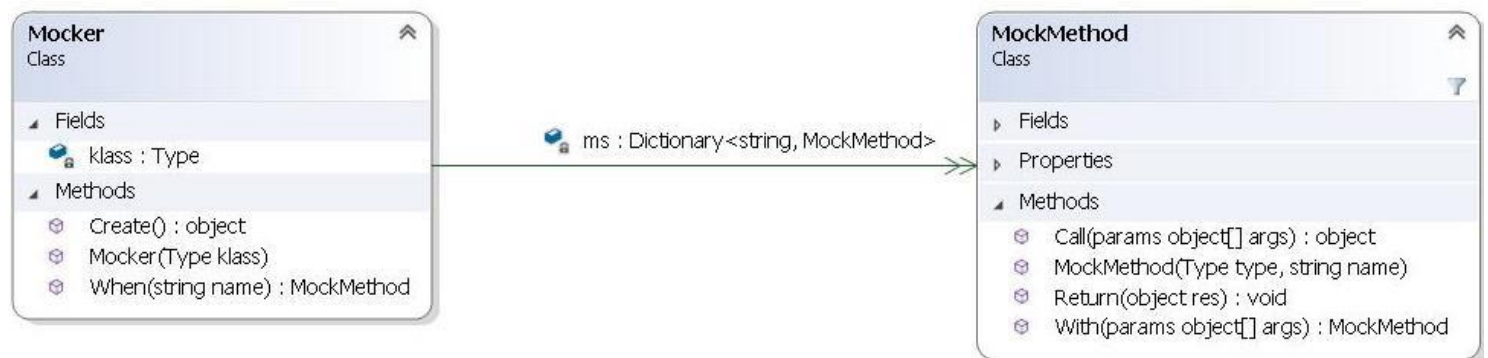 Mocker
Class
Fields
klass : Type
Methods
Create() : object
Mocker(Type klass)
When(string name) : MockMethod
ms : Dictionary<string, MockMethod>
MockMethod
Class
Fields
Properties
Methods
Call(params object[] args) : object
MockMethod(Type type, string name)
Return(object res) : void
With(params object[] args) : MockMethod